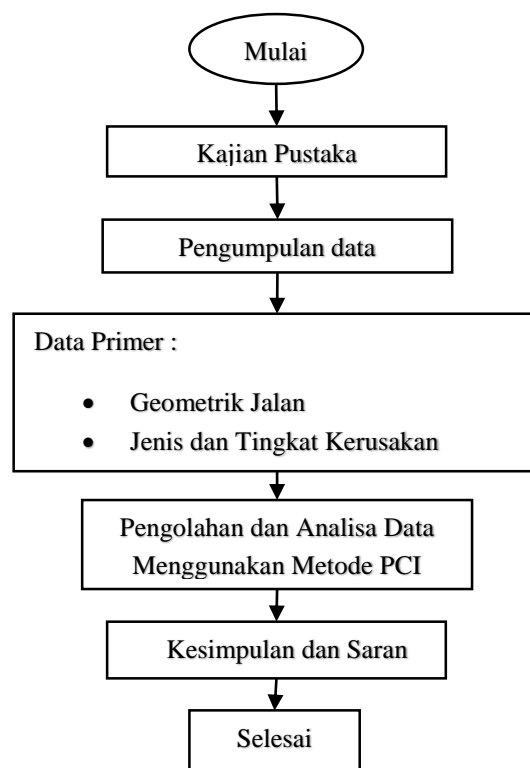 Mulai
Kajian Pustaka
Pengumpulan data
Data Primer :
• Geometrik Jalan
• Jenis dan Tingkat Kerusakan
Pengolahan dan Analisa Data
Menggunakan Metode PCI
Kesimpulan dan Saran
Selesai